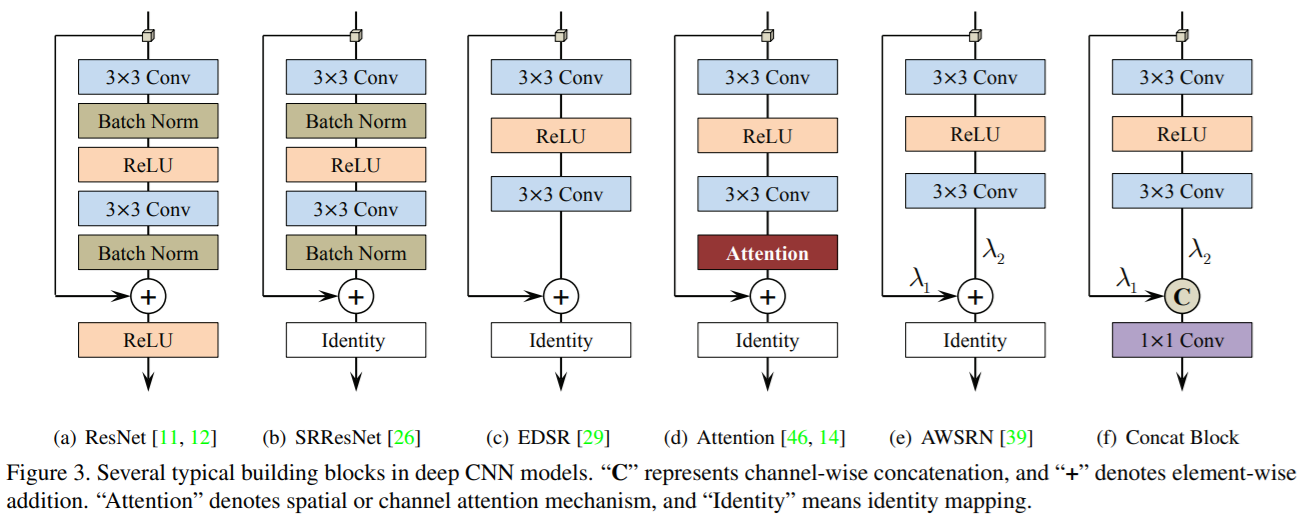 3×3 Conv
Batch Norm
ReLU
3×3 Conv
Batch Norm
+
ReLU
(a) ResNet [11, 12]
3×3 Conv
Batch Norm
ReLU
3×3 Conv
Batch Norm
+
Identity
(b) SRResNet [26]
3×3 Conv
ReLU
3×3 Conv
+
Identity
(c) EDSR [29]
3×3 Conv
ReLU
3×3 Conv
Attention
+
Identity
(d) Attention [46, 14]
3×3 Conv
ReLU
3×3 Conv
λ2
λ1
+
Identity
(e) AWSRN [39]
3×3 Conv
ReLU
3×3 Conv
λ2
λ1
C
1×1 Conv
(f) Concat Block
Figure 3. Several typical building blocks in deep CNN models. “C” represents channel-wise concatenation, and “+” denotes element-wise
addition. “Attention” denotes spatial or channel attention mechanism, and “Identity” means identity mapping.